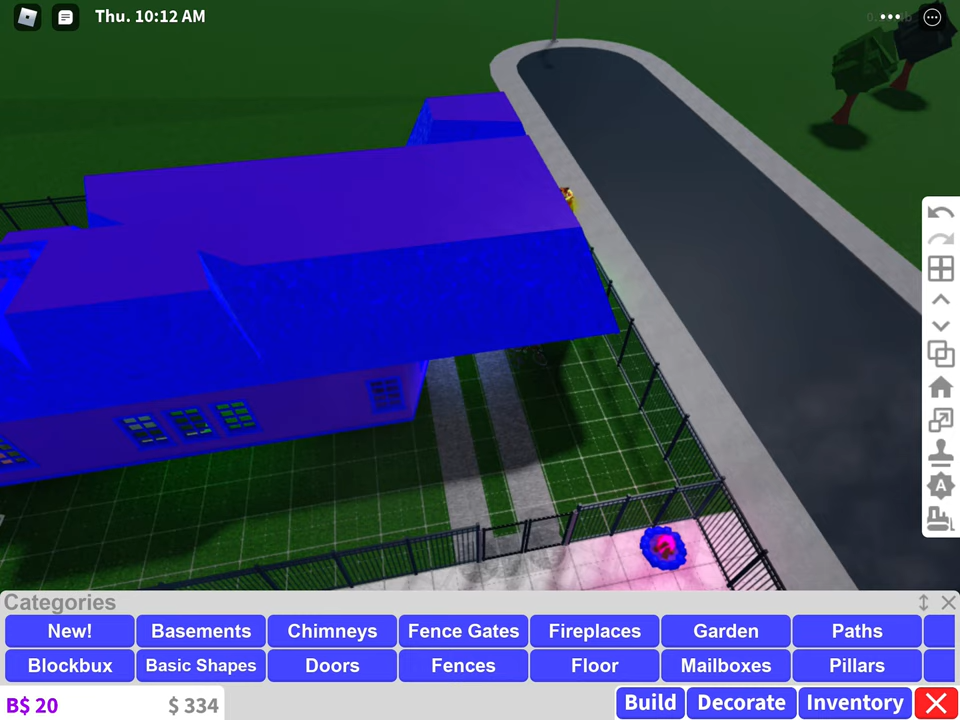 Thu. 10:12 AM
Categories
New!
Basements
Chimneys
Fence Gates
Fireplaces
Garden
Paths
Blockbux
Basic Shapes
Doors
Fences
Floor
Mailboxes
Pillars
B$ 20
$ 334
Build
Decorate
Inventory